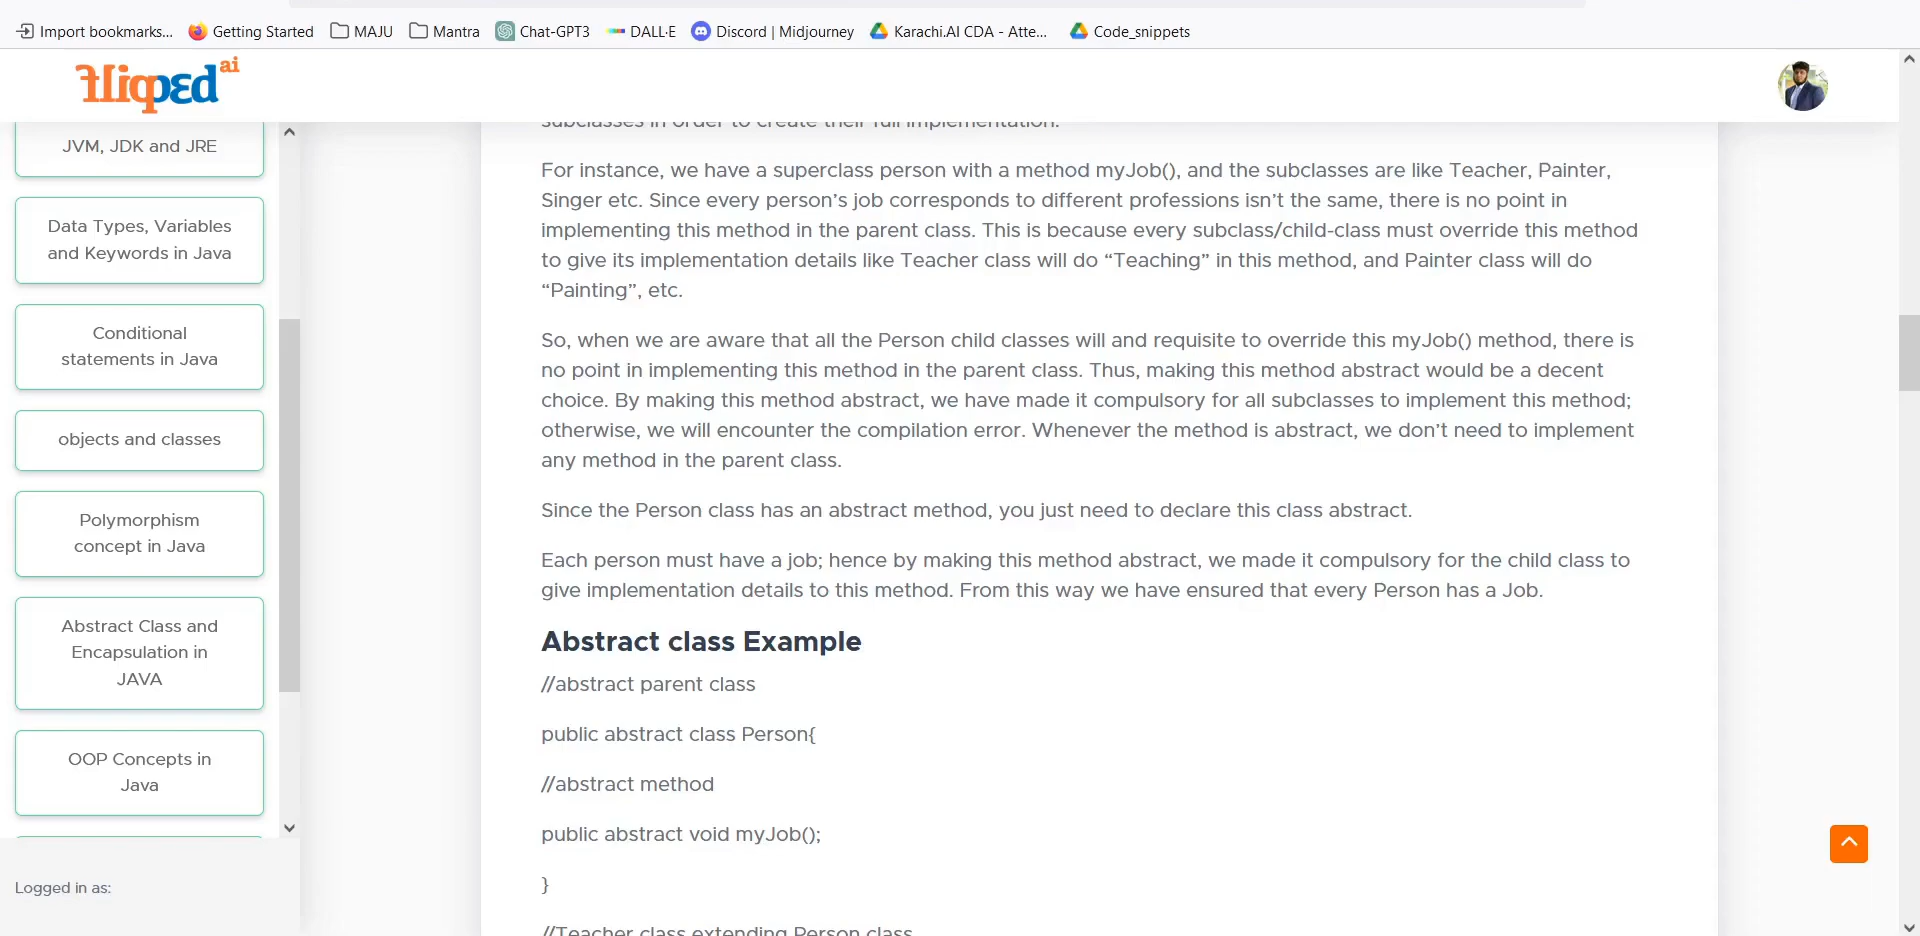 Import bookmarks...
Getting Started
MAJU
Mantra
Chat-GPT3
DALL·E
Discord | Midjourney
Karachi.AI CDA - Atte...
Code_snippets
fliqped ai
JVM, JDK and JRE
Data Types, Variables
and Keywords in Java
Conditional
statements in Java
objects and classes
Polymorphism
concept in Java
Abstract Class and
Encapsulation in
JAVA
OOP Concepts in
Java
Logged in as:
subclasses in order to create their full implementation.
For instance, we have a superclass person with a method myJob(), and the subclasses are like Teacher, Painter,
Singer etc. Since every person’s job corresponds to different professions isn’t the same, there is no point in
implementing this method in the parent class. This is because every subclass/child-class must override this method
to give its implementation details like Teacher class will do “Teaching” in this method, and Painter class will do
“Painting”, etc.
So, when we are aware that all the Person child classes will and requisite to override this myJob() method, there is
no point in implementing this method in the parent class. Thus, making this method abstract would be a decent
choice. By making this method abstract, we have made it compulsory for all subclasses to implement this method;
otherwise, we will encounter the compilation error. Whenever the method is abstract, we don’t need to implement
any method in the parent class.
Since the Person class has an abstract method, you just need to declare this class abstract.
Each person must have a job; hence by making this method abstract, we made it compulsory for the child class to
give implementation details to this method. From this way we have ensured that every Person has a Job.
Abstract class Example
//abstract parent class
public abstract class Person{
//abstract method
public abstract void myJob();
}
//Teacher class extending Person class